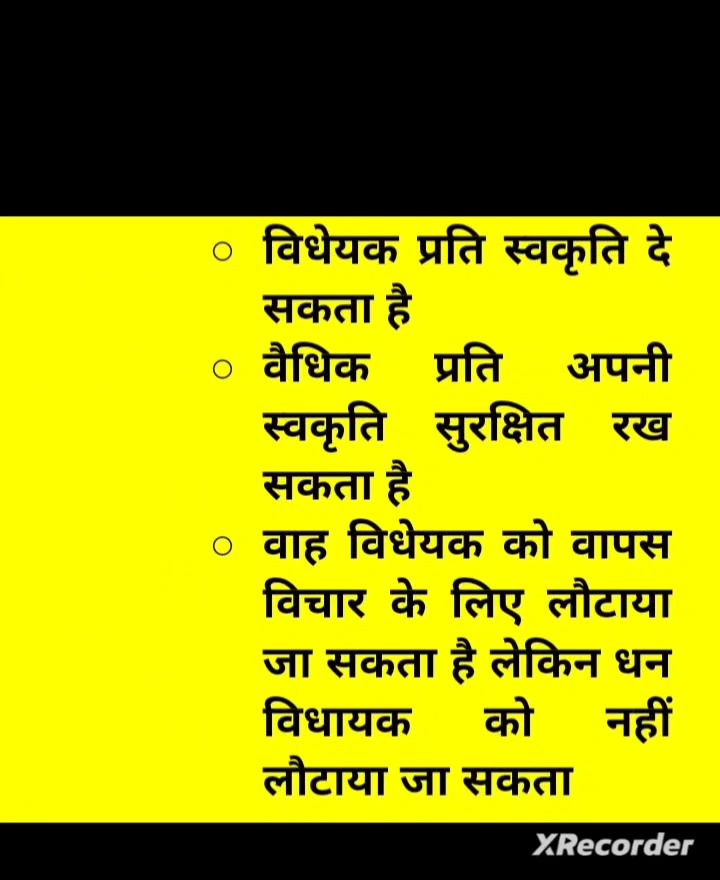 ○ विधेयक प्रति स्वकृति दे
सकता है
○ वैधिक प्रति अपनी
स्वकृति सुरक्षित रख
सकता है
○ वाह विधेयक को वापस
विचार के लिए लौटाया
जा सकता है लेकिन धन
विधायक को नहीं
लौटाया जा सकता
XRecorder